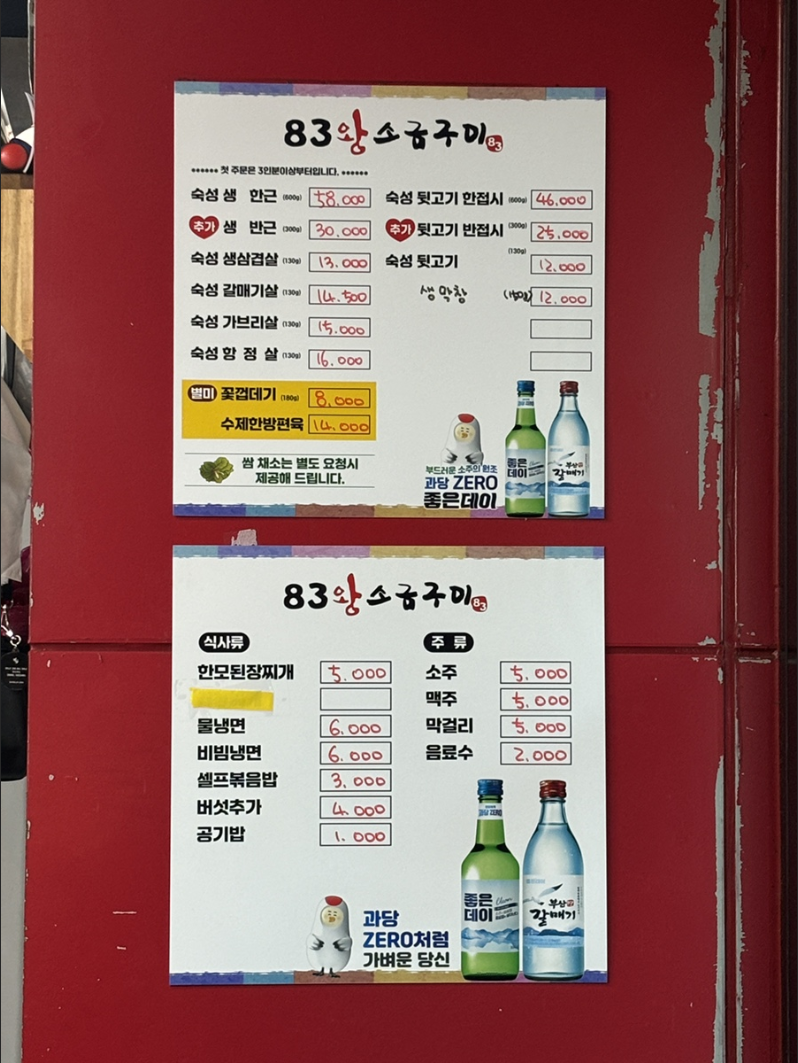 83왕소금구이83
****** 첫 주문은 3인분이상부터입니다. ******
숙성 생 한근 (600g) 58.000
추가 생 반근 (300g) 30.000
숙성 생삼겹살 (130g) 13.000
숙성 갈매기살 (130g) 14.500
숙성 가브리살 (130g) 15.000
숙성 항 정 살 (130g) 16.000
숙성 뒷고기 한접시 (600g) 46.000
추가 뒷고기 반접시 (300g) 25.000
숙성 뒷고기 (130g) 12.000
생막창 12.000
별미 꽃껍데기 (180g) 8.000
수제한방편육 14.000
쌈 채소는 별도 요청시
제공해 드립니다.
부드러운 소주의 원조
과당 ZERO
좋은데이
좋은
데이
부산
갈매기
83왕소금구이83
식사류
한모된장찌개 5.000
물냉면 6.000
비빔냉면 6.000
셀프볶음밥 3.000
버섯추가 4.000
공기밥 1.000
주 류
소주 5.000
맥주 5.000
막걸리 5.000
음료수 2.000
과당
ZERO처럼
가벼운 당신
과당 ZERO
좋은
데이
부산
갈매기